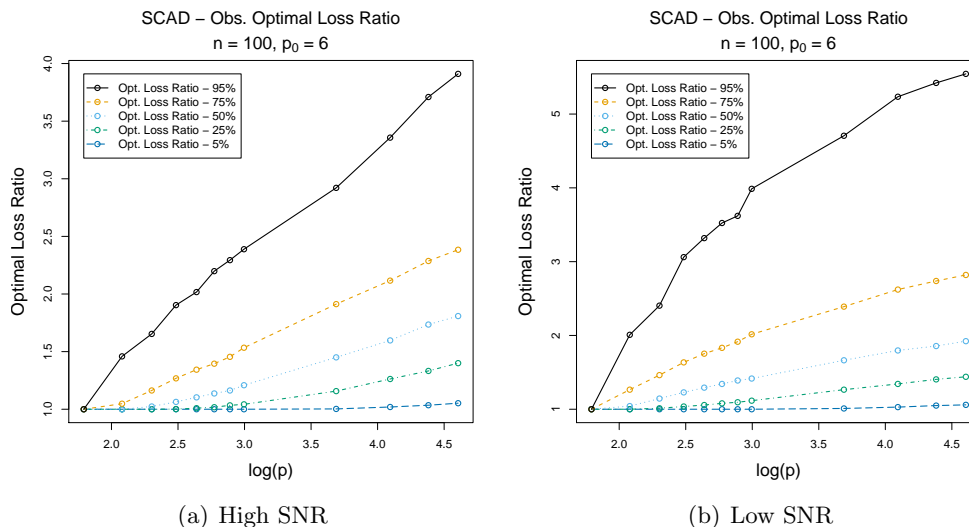 SCAD − Obs. Optimal Loss Ratio
n = 100, p₀ = 6
Opt. Loss Ratio − 95%
Opt. Loss Ratio − 75%
Opt. Loss Ratio − 50%
Opt. Loss Ratio − 25%
Opt. Loss Ratio − 5%
Optimal Loss Ratio
4.0
3.5
3.0
2.5
2.0
1.5
1.0
2.0 2.5 3.0 3.5 4.0 4.5
log(p)
(a) High SNR
SCAD − Obs. Optimal Loss Ratio
n = 100, p₀ = 6
Opt. Loss Ratio − 95%
Opt. Loss Ratio − 75%
Opt. Loss Ratio − 50%
Opt. Loss Ratio − 25%
Opt. Loss Ratio − 5%
Optimal Loss Ratio
5
4
3
2
1
2.0 2.5 3.0 3.5 4.0 4.5
log(p)
(b) Low SNR